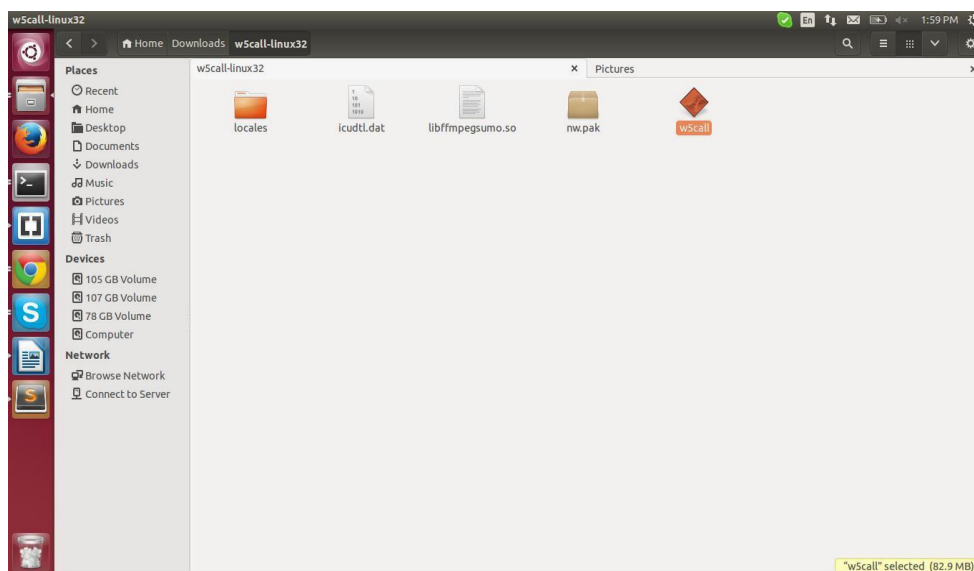 w5call-linux32
En
1:59 PM
Home Downloads w5call-linux32
Places
Recent
Home
Desktop
Documents
Downloads
Music
Pictures
Videos
Trash
Devices
105 GB Volume
107 GB Volume
78 GB Volume
Computer
Network
Browse Network
Connect to Server
w5call-linux32
Pictures
locales
icudtl.dat
libffmpegsumo.so
nw.pak
w5call
"w5call" selected (82.9 MB)